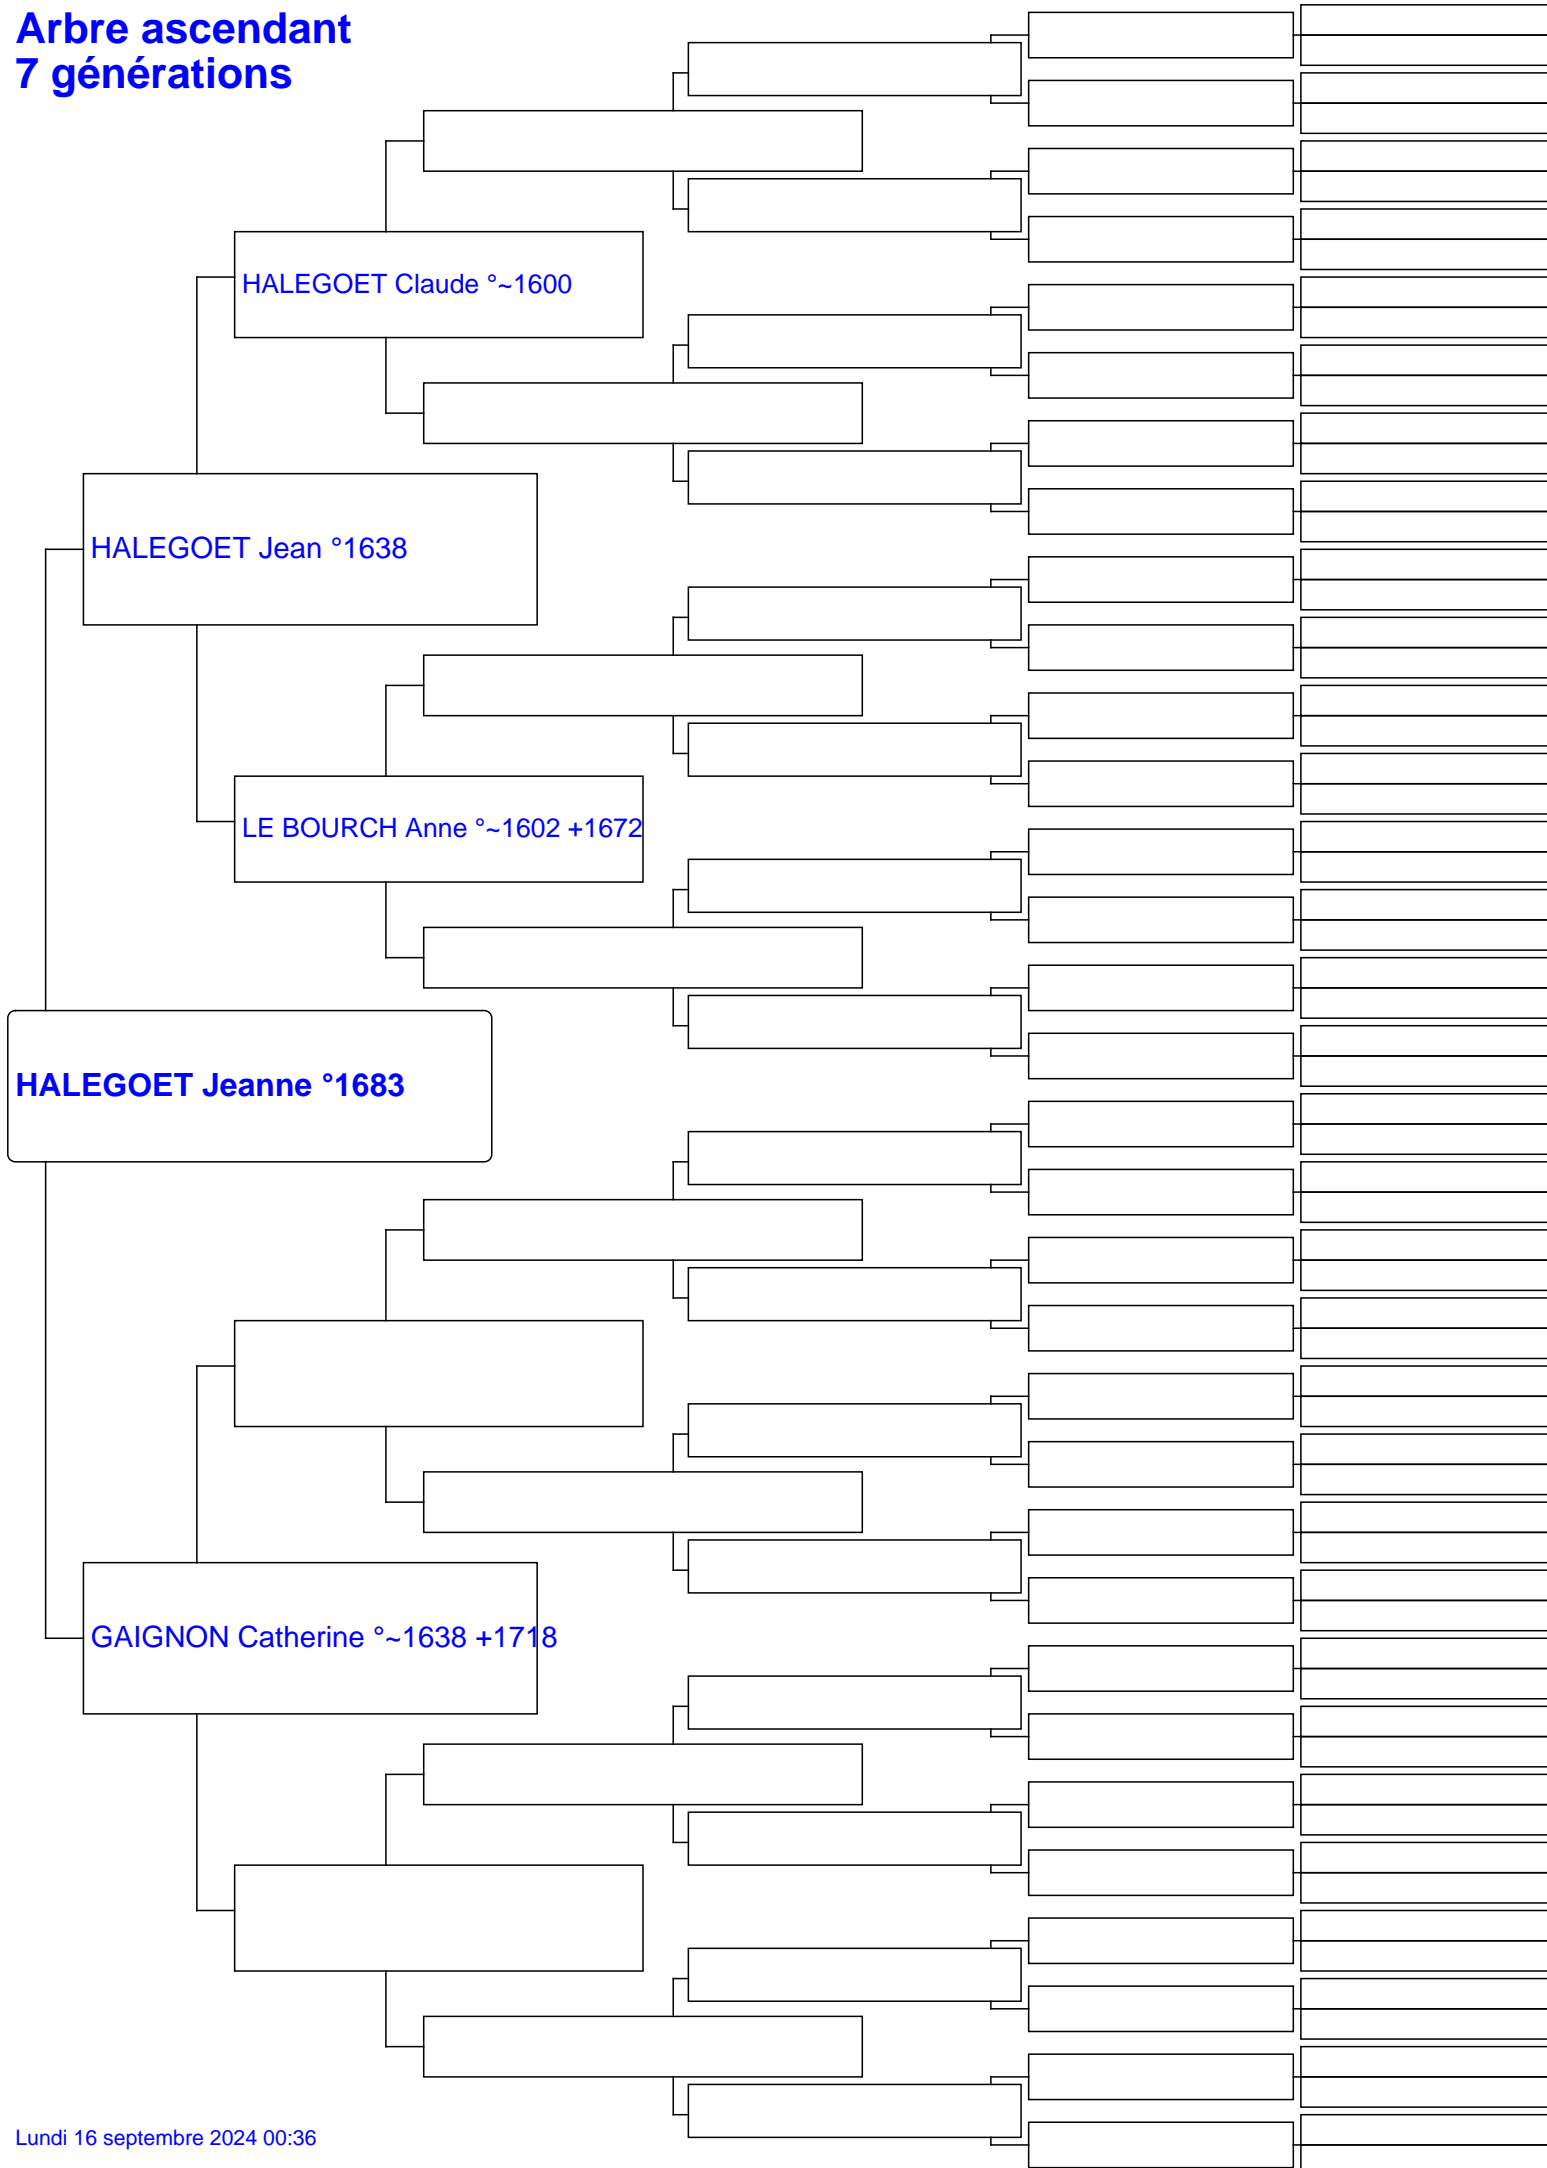 Arbre ascendant
7 générations
HALEGOET Claude °~1600
HALEGOET Jean °1638
LE BOURCH Anne °~1602 +1672
HALEGOET Jeanne °1683
GAIGNON Catherine °~1638 +1718
Lundi 16 septembre 2024 00:36